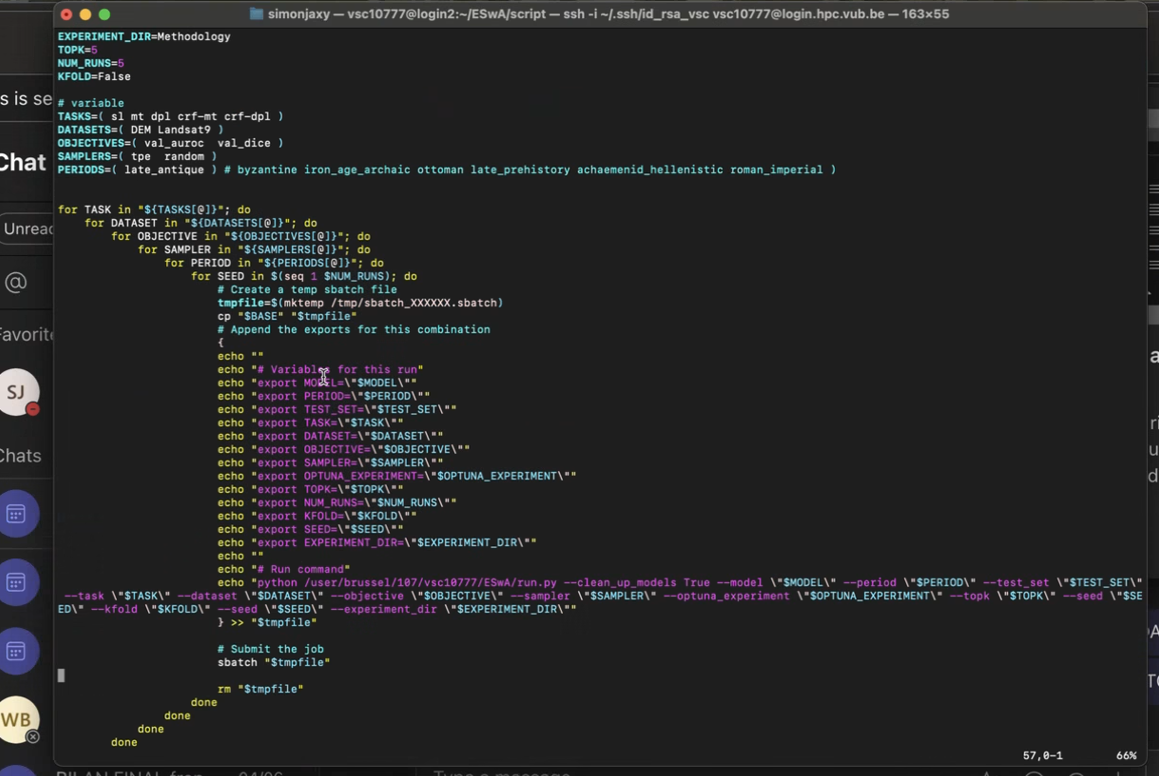 simonjaxy — vsc10777@login2:~/ESwA/script — ssh -i ~/.ssh/id_rsa_vsc vsc10777@login.hpc.vub.be — 163×55
EXPERIMENT_DIR=Methodology
TOPK=5
NUM_RUNS=5
KFOLD=False
# variable
TASKS=( sl mt dpl crf-mt crf-dpl )
DATASETS=( DEM Landsat9 )
OBJECTIVES=( val_auroc  val_dice )
SAMPLERS=( tpe  random )
PERIODS=( late_antique ) # byzantine iron_age_archaic ottoman late_prehistory achaemenid_hellenistic roman_imperial )
for TASK in "${TASKS[@]}"; do
for DATASET in "${DATASETS[@]}"; do
for OBJECTIVE in "${OBJECTIVES[@]}"; do
for SAMPLER in "${SAMPLERS[@]}"; do
for PERIOD in "${PERIODS[@]}"; do
for SEED in $(seq 1 $NUM_RUNS); do
# Create a temp sbatch file
tmpfile=$(mktemp /tmp/sbatch_XXXXXX.sbatch)
cp "$BASE" "$tmpfile"
# Append the exports for this combination
{
echo ""
echo "# Variables for this run"
echo "export MODEL=\"$MODEL\""
echo "export PERIOD=\"$PERIOD\""
echo "export TEST_SET=\"$TEST_SET\""
echo "export TASK=\"$TASK\""
echo "export DATASET=\"$DATASET\""
echo "export OBJECTIVE=\"$OBJECTIVE\""
echo "export SAMPLER=\"$SAMPLER\""
echo "export OPTUNA_EXPERIMENT=\"$OPTUNA_EXPERIMENT\""
echo "export TOPK=\"$TOPK\""
echo "export NUM_RUNS=\"$NUM_RUNS\""
echo "export KFOLD=\"$KFOLD\""
echo "export SEED=\"$SEED\""
echo "export EXPERIMENT_DIR=\"$EXPERIMENT_DIR\""
echo ""
echo "# Run command"
echo "python /user/brussel/107/vsc10777/ESwA/run.py --clean_up_models True --model \"$MODEL\" --period \"$PERIOD\" --test_set \"$TEST_SET\"
--task \"$TASK\" --dataset \"$DATASET\" --objective \"$OBJECTIVE\" --sampler \"$SAMPLER\" --optuna_experiment \"$OPTUNA_EXPERIMENT\" --topk \"$TOPK\" --seed \"$SE
ED\" --kfold \"$KFOLD\" --seed \"$SEED\" --experiment_dir \"$EXPERIMENT_DIR\""
} >> "$tmpfile"
# Submit the job
sbatch "$tmpfile"
rm "$tmpfile"
done
done
done
done
57,0-1 66%
s is se
Chat
Unread
@
Favorite
SJ
Chats
WB
BILAN FINAL 04/06
Type a message